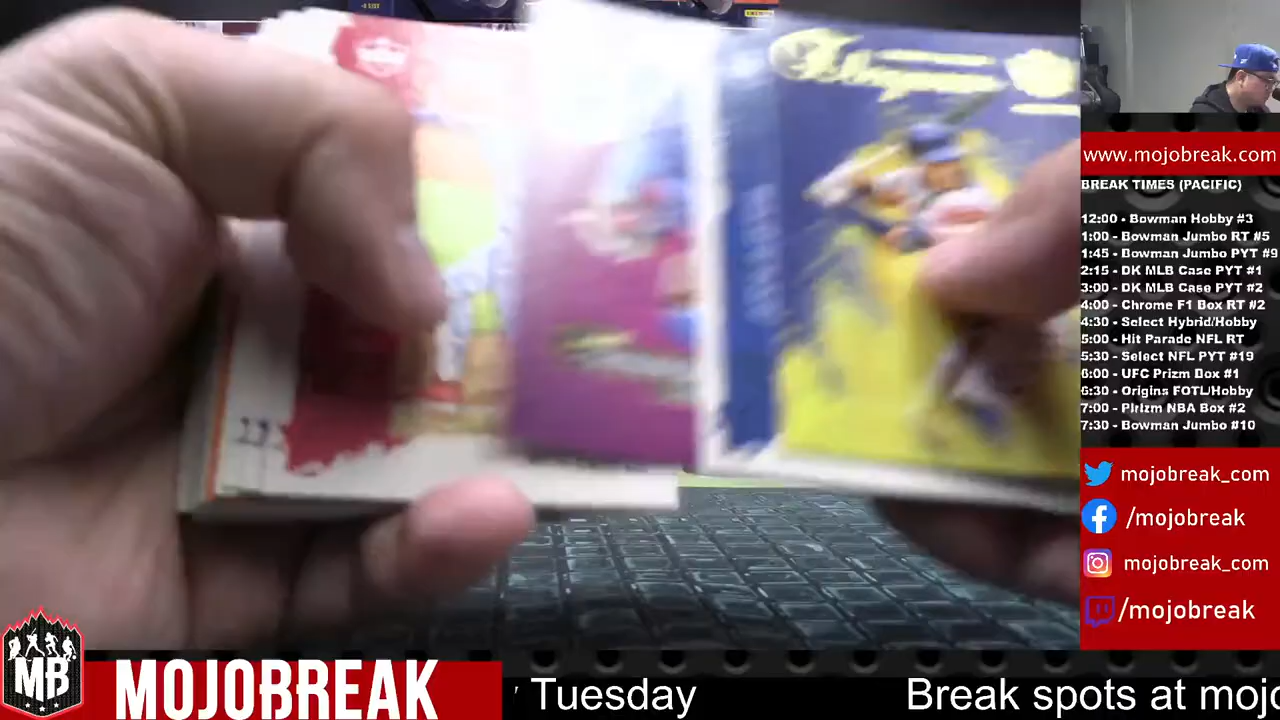 www.mojobreak.com
BREAK TIMES (PACIFIC)
12:00 - Bowman Hobby #3
1:00 - Bowman Jumbo RT #5
1:45 - Bowman Jumbo PYT #9
2:15 - DK MLB Case PYT #1
3:00 - DK MLB Case PYT #2
4:00 - Chrome F1 Box RT #2
4:30 - Select Hybrid/Hobby
5:00 - Hit Parade NFL RT
5:30 - Select NFL PYT #19
6:00 - UFC Prizm Box #1
6:30 - Origins FOTL/Hobby
7:00 - Pirizm NBA Box #2
7:30 - Bowman Jumbo #10
mojobreak_com
/mojobreak
mojobreak_com
/mojobreak
MB
MOJOBREAK
Tuesday
Break spots at mojo